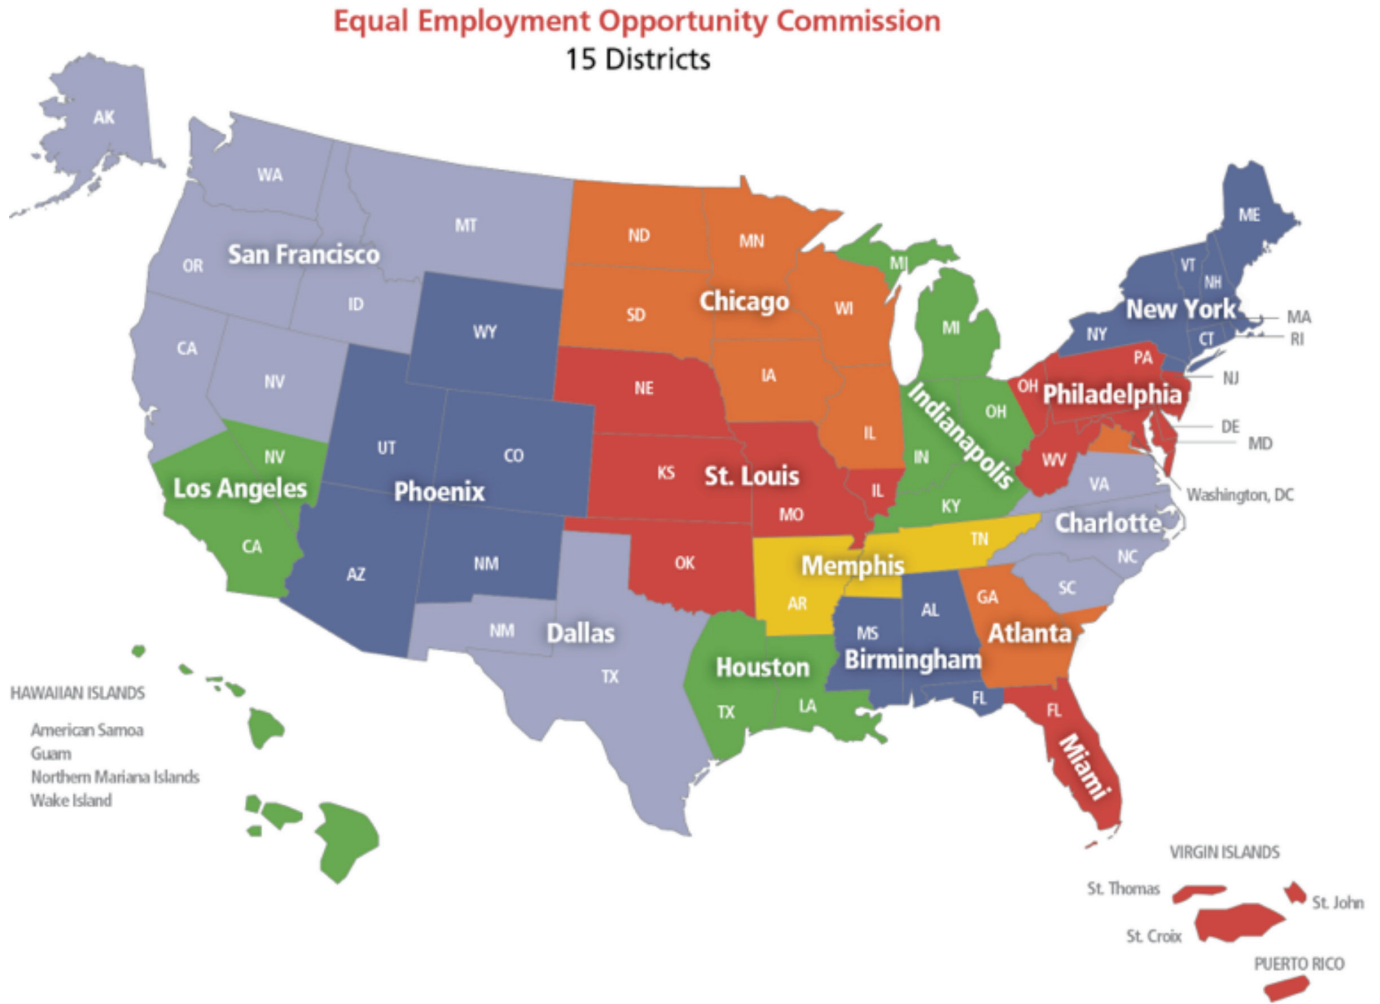 Equal Employment Opportunity Commission
15 Districts
AK
WA
MT
OR
San Francisco
ID
CA
NV
WY
ND
MN
SD
Chicago
WI
IA
IL
MI
MI
ME
VT
NH
New York
NY
MA
CT
RI
PA
NJ
OH
Philadelphia
OH
Indianapolis
DE
MD
IN
WV
KY
Washington, DC
VA
Charlotte
NC
SC
NE
KS
St. Louis
IL
MO
OK
UT
CO
Phoenix
AZ
NM
NV
Los Angeles
CA
TN
Memphis
AR
NM
Dallas
TX
Houston
TX
LA
MS
AL
Birmingham
FL
GA
Atlanta
FL
Miami
HAWAIIAN ISLANDS
American Samoa
Guam
Northern Mariana Islands
Wake Island
VIRGIN ISLANDS
St. Thomas
St. John
St. Croix
PUERTO RICO